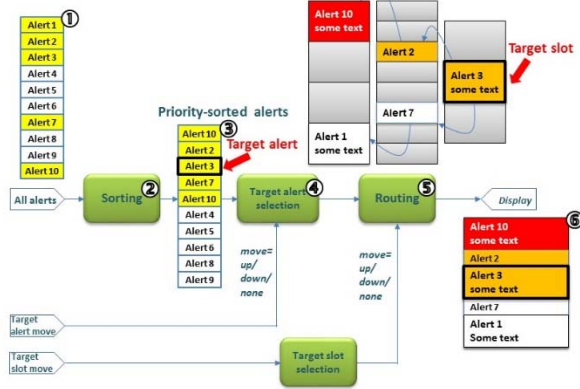 ①
Alert 1
Alert 2
Alert 3
Alert 4
Alert 5
Alert 6
Alert 7
Alert 8
Alert 9
Alert 10
Priority-sorted alerts
③
Alert 10
Alert 2
Alert 3
Alert 7
Alert 10
Alert 4
Alert 5
Alert 6
Alert 8
Alert 9
Target alert
Alert 10
some text
Alert 1
some text
Alert 2
Alert 7
Alert 3
some text
Target slot
All alerts
Sorting
②
Target alert
selection
④
Routing
⑤
Display
move=
up/
down/
none
move=
up/
down/
none
⑥
Alert 10
some text
Alert 2
Alert 3
some text
Alert 7
Alert 1
Some text
Target
alert move
Target
slot move
Target slot
selection